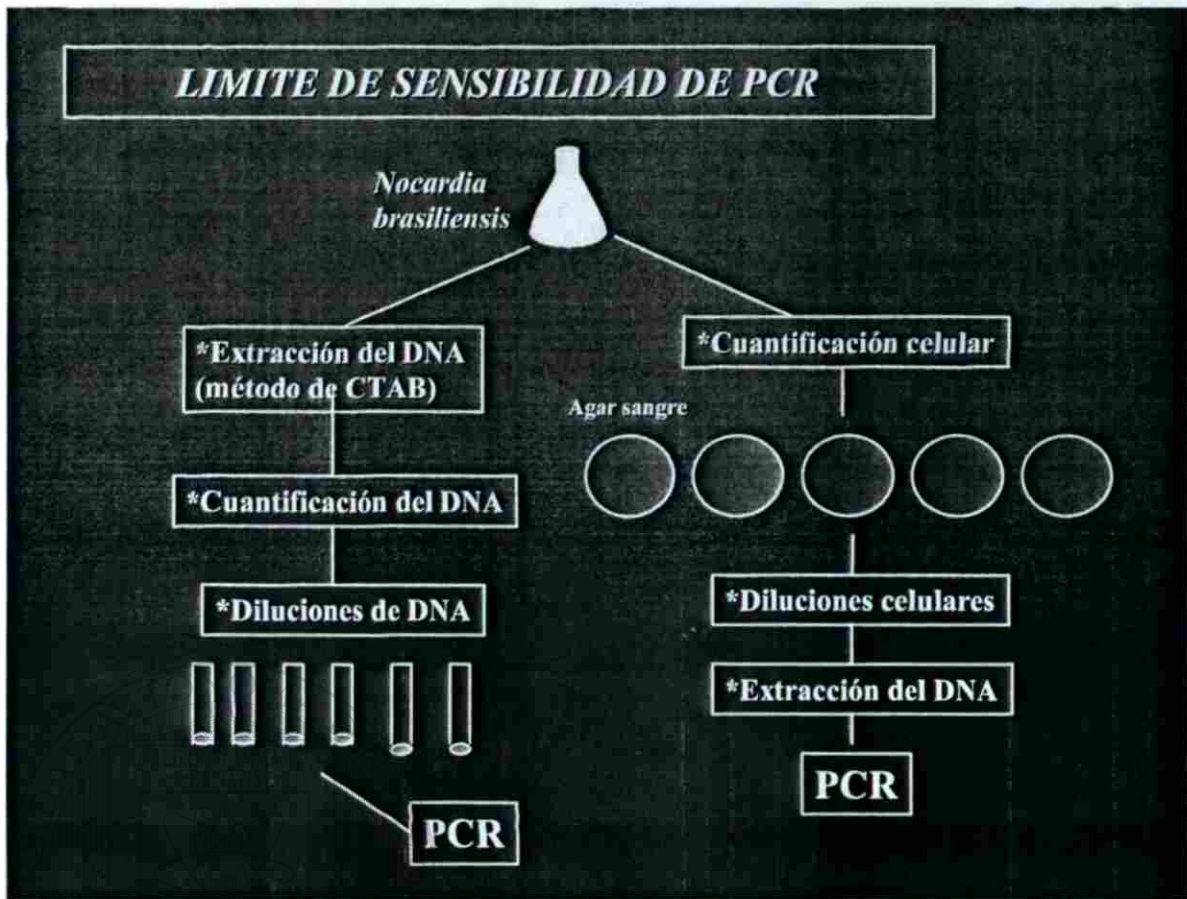 LIMITE DE SENSIBILIDAD DE PCR
Nocardia
brasiliensis
*Extracción del DNA
(método de CTAB)
*Cuantificación del DNA
*Diluciones de DNA
PCR
*Cuantificación celular
Agar sangre
*Diluciones celulares
*Extracción del DNA
PCR